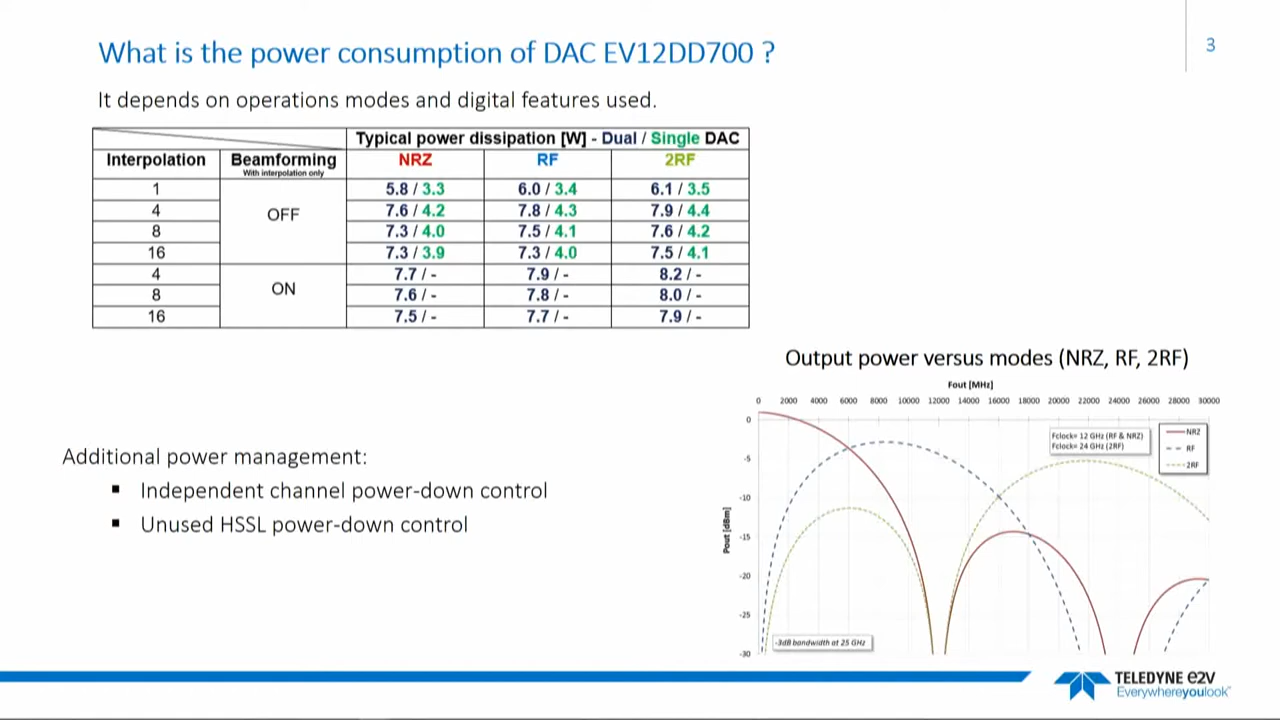 3
What is the power consumption of DAC EV12DD700 ?
It depends on operations modes and digital features used.
Typical power dissipation [W] - Dual / Single DAC
Interpolation Beamforming NRZ RF 2RF
With interpolation only
1 5.8 / 3.3 6.0 / 3.4 6.1 / 3.5
4 7.6 / 4.2 7.8 / 4.3 7.9 / 4.4
OFF
8 7.3 / 4.0 7.5 / 4.1 7.6 / 4.2
16 7.3 / 3.9 7.3 / 4.0 7.5 / 4.1
4 7.7 / - 7.9 / - 8.2 / -
ON
8 7.6 / - 7.8 / - 8.0 / -
16 7.5 / - 7.7 / - 7.9 / -
Output power versus modes (NRZ, RF, 2RF)
Fout [MHz]
0 2000 4000 6000 8000 10000 12000 14000 16000 18000 20000 22000 24000 26000 28000 30000
0
-5
-10
-15
-20
-25
-30
Pout [dBm]
Fclock= 12 GHz (RF & NRZ)
Fclock= 24 GHz (2RF)
NRZ
RF
2RF
-3dB bandwidth at 25 GHz
Additional power management:
▪ Independent channel power-down control
▪ Unused HSSL power-down control
TELEDYNE e2v
Everywhereyoulook